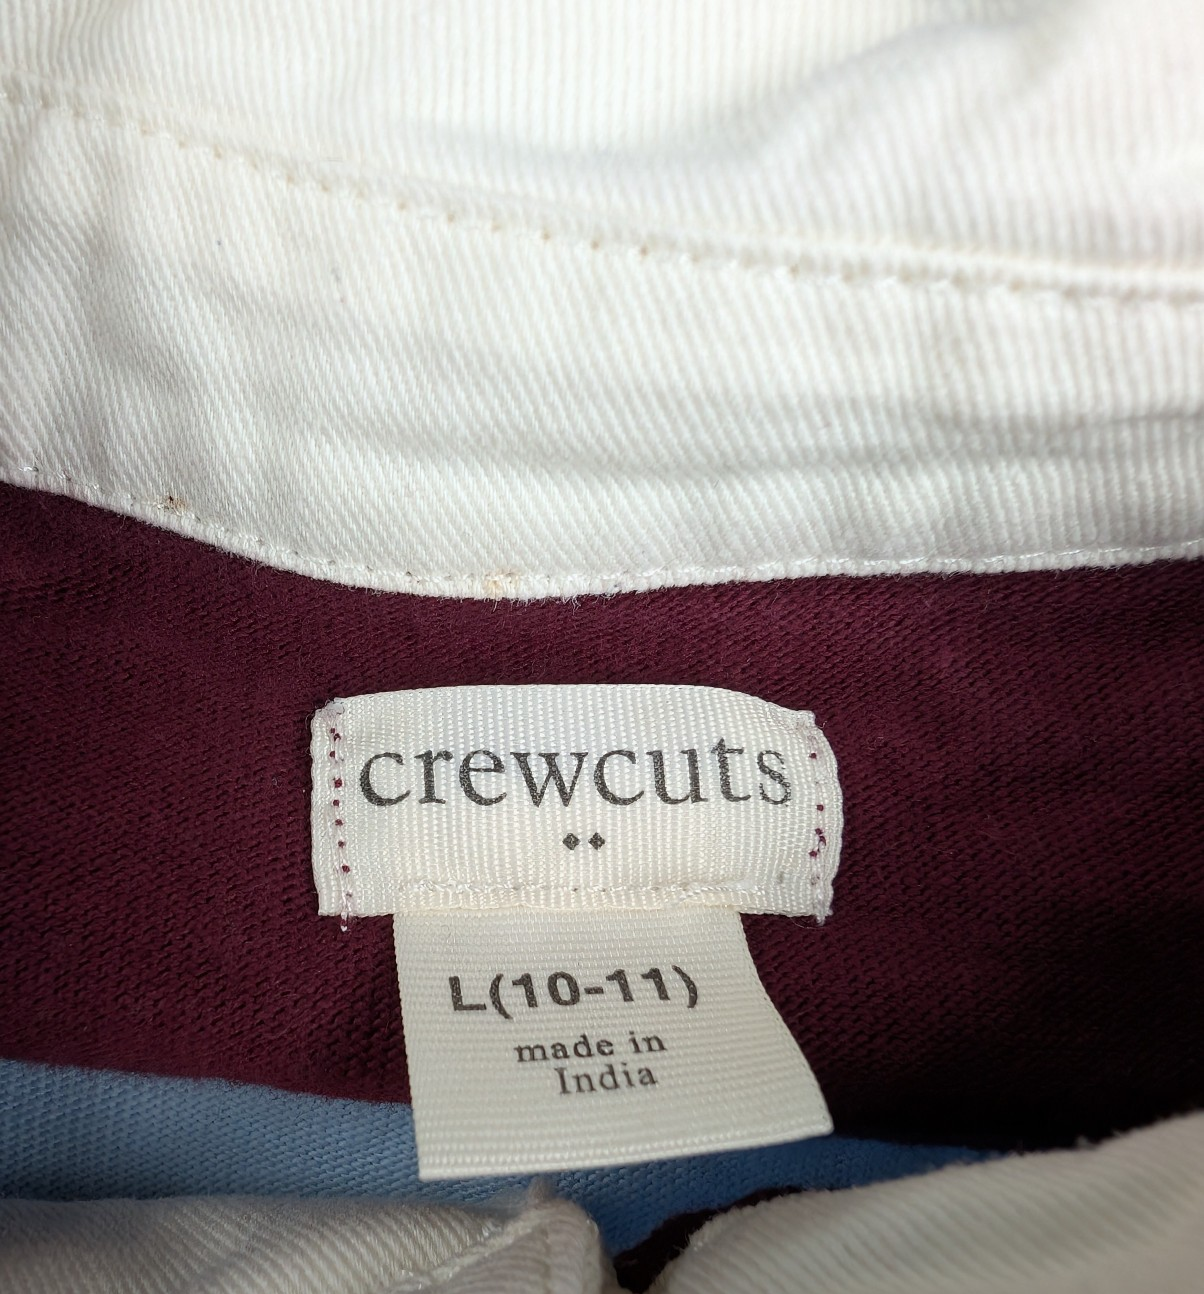 crewcuts
L(10-11)
made in
India